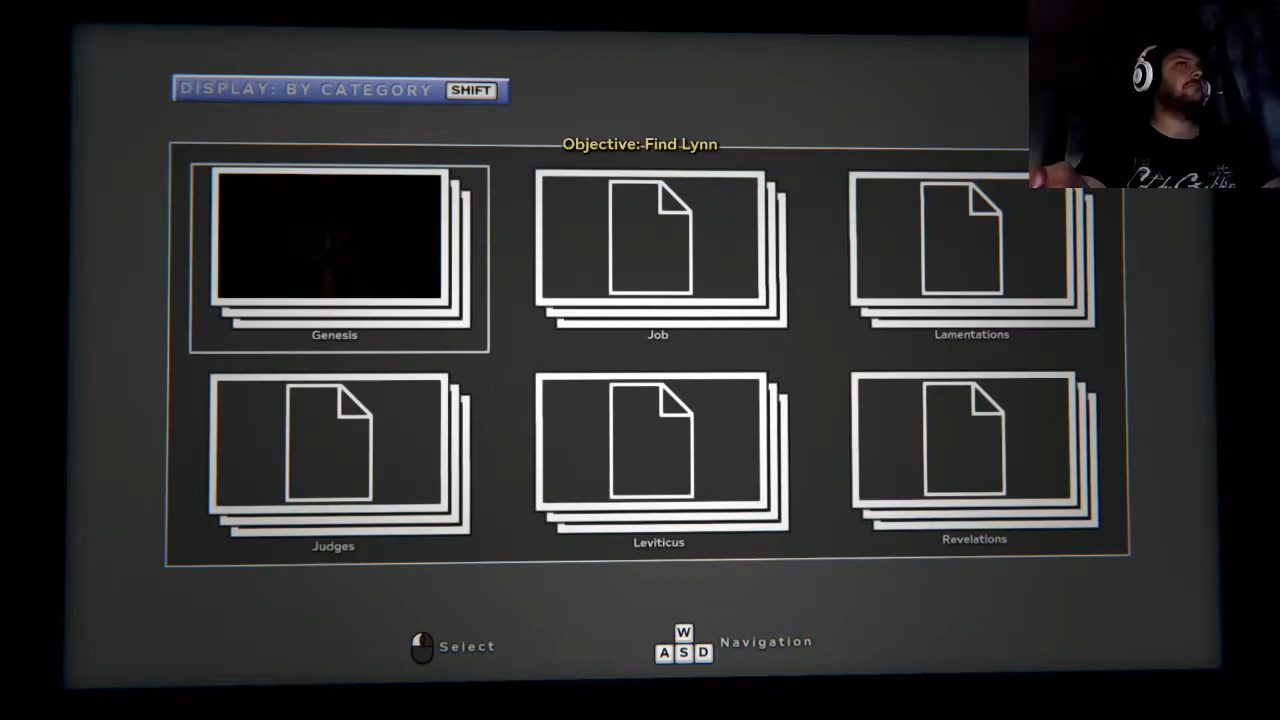 DISPLAY: BY CATEGORY SHIFT
Objective: Find Lynn
Genesis Job Lamentations
Judges Leviticus Revelations
Select
W
A S D Navigation